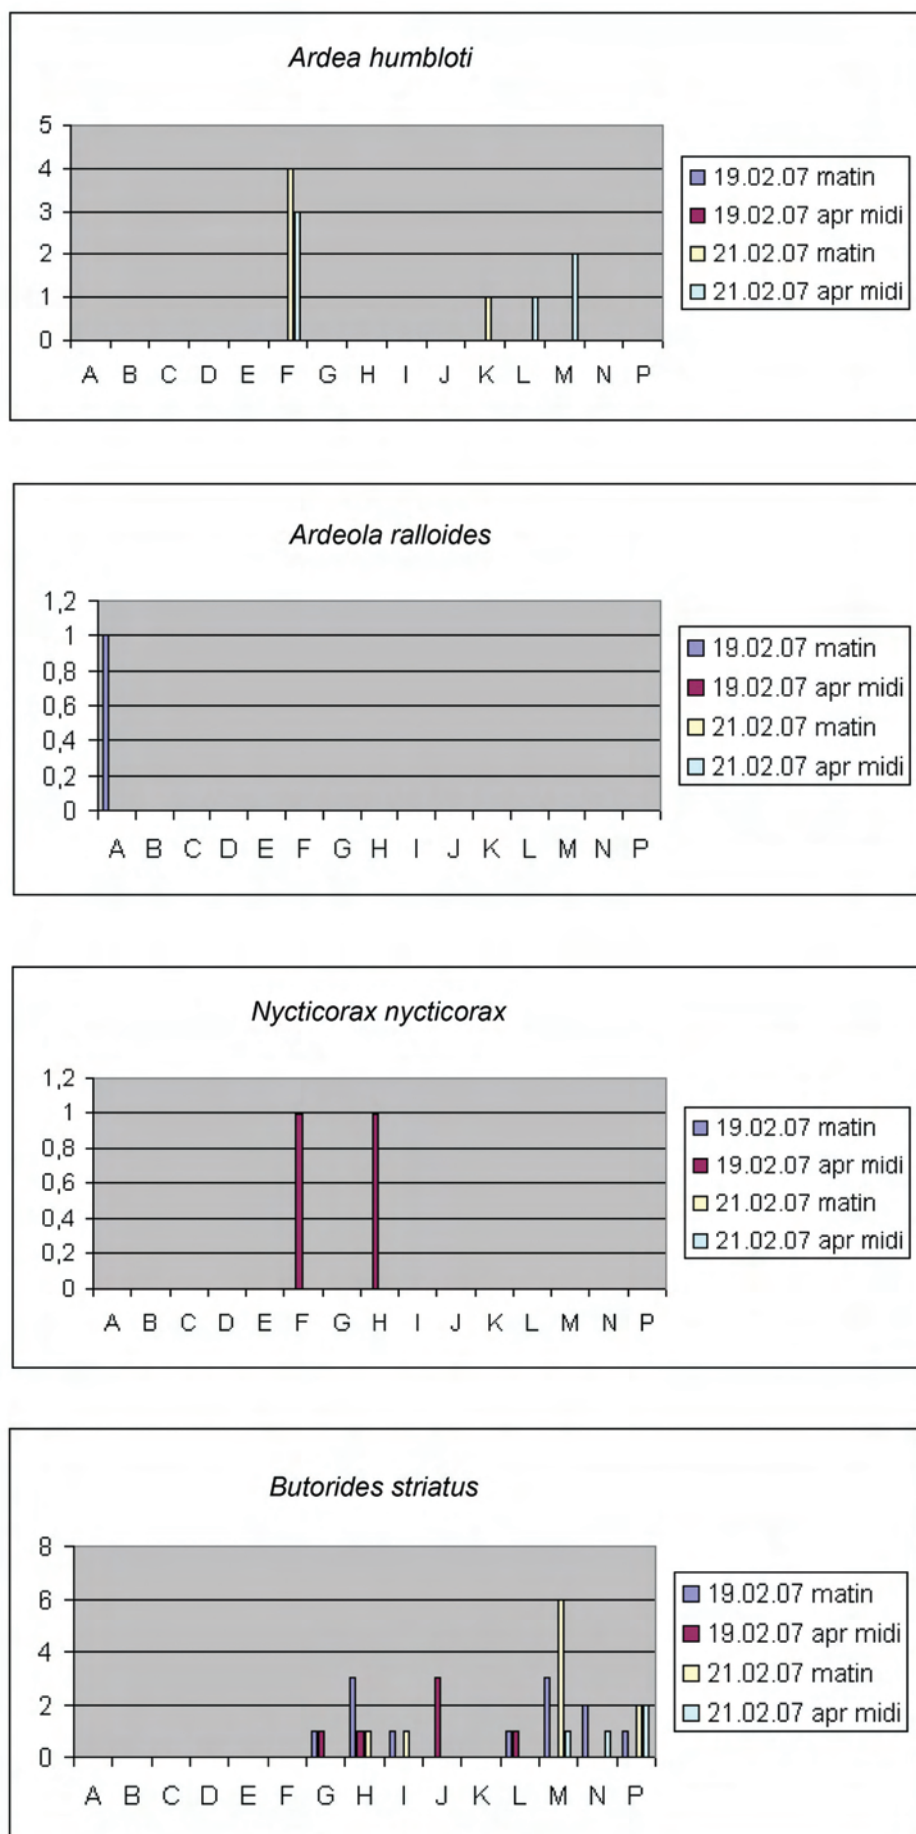 Ardea humbloti
5
4
3
2
1
0
A B C D E F G H I J K L M N P
19.02.07 matin
19.02.07 apr midi
21.02.07 matin
21.02.07 apr midi
Ardeola ralloides
1,2
1
0,8
0,6
0,4
0,2
0
A B C D E F G H I J K L M N P
19.02.07 matin
19.02.07 apr midi
21.02.07 matin
21.02.07 apr midi
Nycticorax nycticorax
1,2
1
0,8
0,6
0,4
0,2
0
A B C D E F G H I J K L M N P
19.02.07 matin
19.02.07 apr midi
21.02.07 matin
21.02.07 apr midi
Butorides striatus
8
6
4
2
0
A B C D E F G H I J K L M N P
19.02.07 matin
19.02.07 apr midi
21.02.07 matin
21.02.07 apr midi